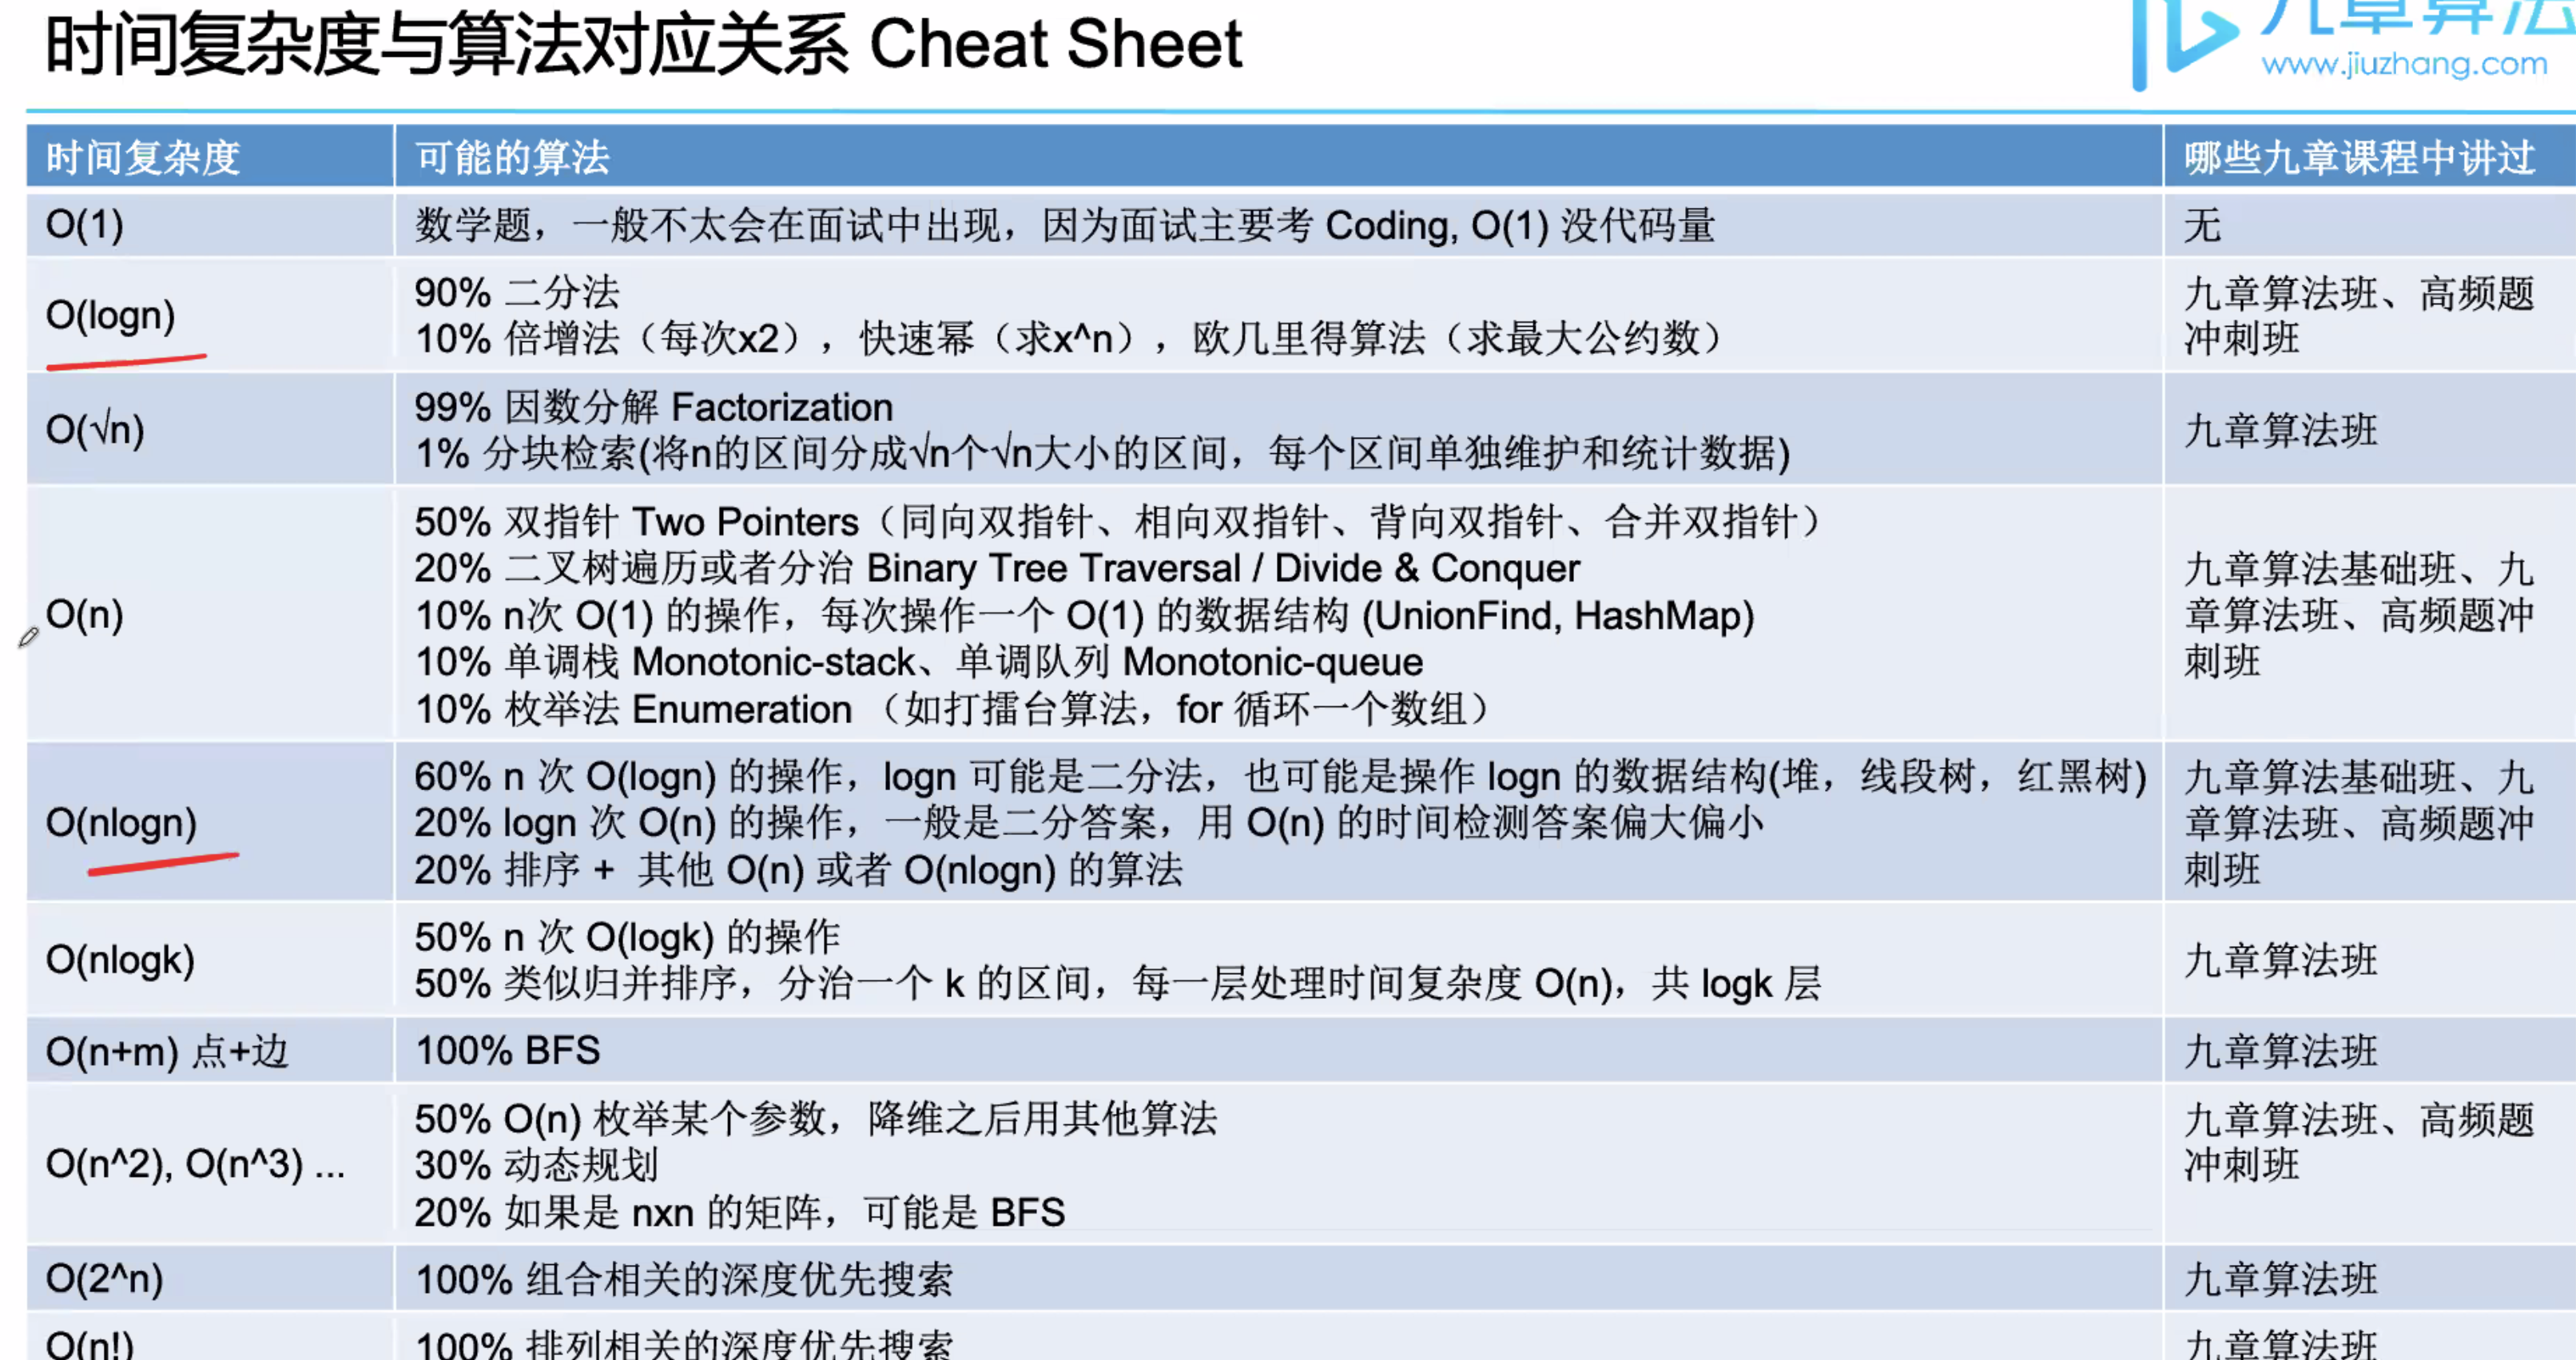 时间复杂度与算法对应关系 Cheat Sheet
九章算法
www.jiuzhang.com
时间复杂度
可能的算法
哪些九章课程中讲过
O(1)
数学题，一般不太会在面试中出现，因为面试主要考 Coding, O(1) 没代码量
无
O(logn)
90% 二分法
10% 倍增法（每次x2），快速幂（求x^n），欧几里得算法（求最大公约数）
九章算法班、高频题
冲刺班
O(√n)
99% 因数分解 Factorization
1% 分块检索(将n的区间分成√n个√n大小的区间，每个区间单独维护和统计数据)
九章算法班
O(n)
50% 双指针 Two Pointers（同向双指针、相向双指针、背向双指针、合并双指针）
20% 二叉树遍历或者分治 Binary Tree Traversal / Divide & Conquer
10% n次 O(1) 的操作，每次操作一个 O(1) 的数据结构 (UnionFind, HashMap)
10% 单调栈 Monotonic-stack、单调队列 Monotonic-queue
10% 枚举法 Enumeration （如打擂台算法，for 循环一个数组）
九章算法基础班、九
章算法班、高频题冲
刺班
O(nlogn)
60% n 次 O(logn) 的操作，logn 可能是二分法，也可能是操作 logn 的数据结构(堆，线段树，红黑树)
20% logn 次 O(n) 的操作，一般是二分答案，用 O(n) 的时间检测答案偏大偏小
20% 排序 + 其他 O(n) 或者 O(nlogn) 的算法
九章算法基础班、九
章算法班、高频题冲
刺班
O(nlogk)
50% n 次 O(logk) 的操作
50% 类似归并排序，分治一个 k 的区间，每一层处理时间复杂度 O(n)，共 logk 层
九章算法班
O(n+m) 点+边
100% BFS
九章算法班
O(n^2), O(n^3) ...
50% O(n) 枚举某个参数，降维之后用其他算法
30% 动态规划
20% 如果是 nxn 的矩阵，可能是 BFS
九章算法班、高频题
冲刺班
O(2^n)
100% 组合相关的深度优先搜索
九章算法班
O(n!)
100% 排列相关的深度优先搜索
九章算法班